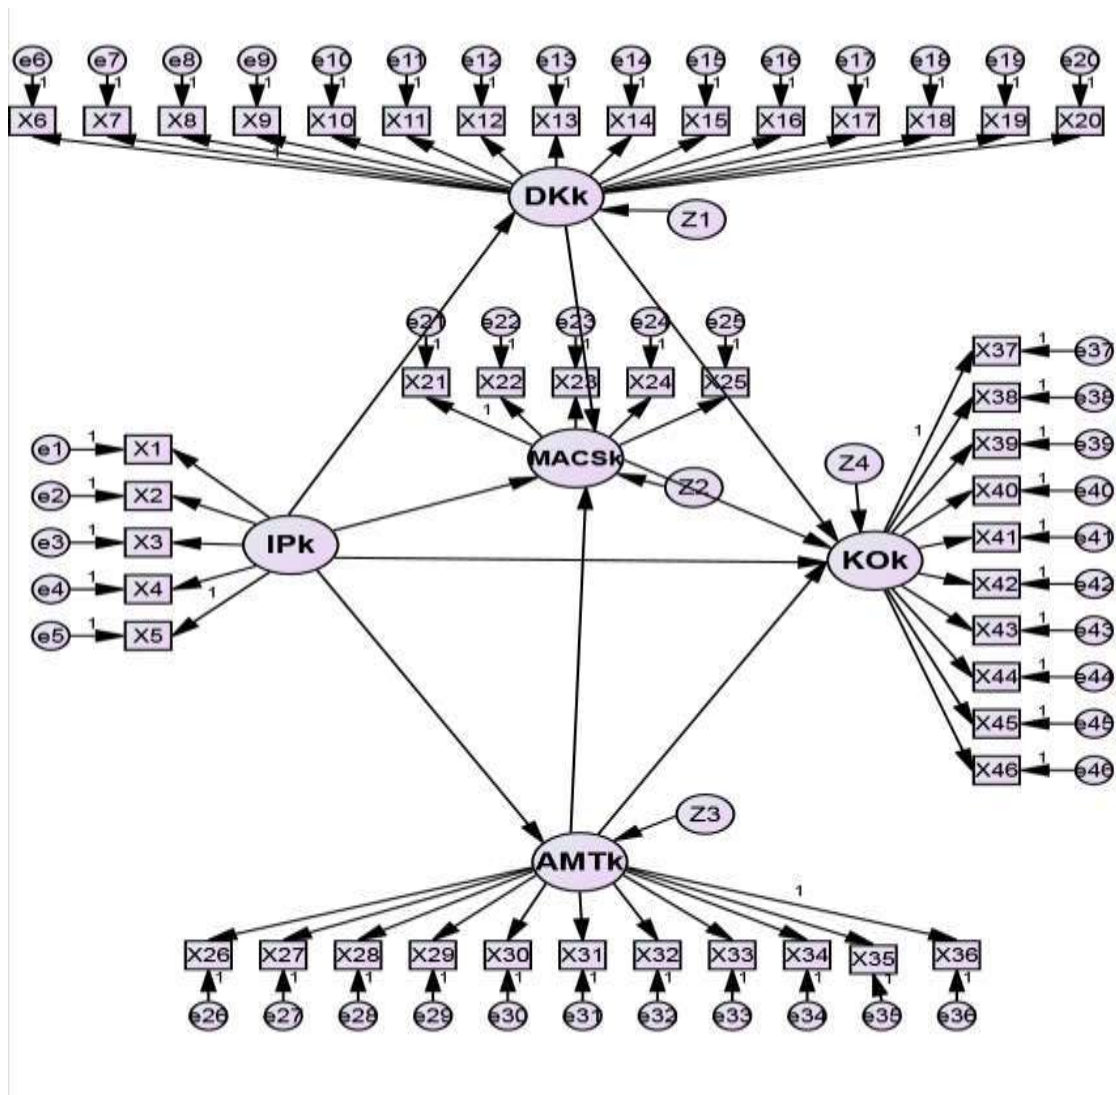 e6 e7 e8 e9 e10 e11 e12 e13 e14 e15 e16 e17 e18 e19 e20
1 1 1 1 1 1 1 1 1 1 1 1 1 1 1
X6 X7 X8 X9 X10 X11 X12 X13 X14 X15 X16 X17 X18 X19 X20
1
DKk
Z1
e21 e22 e23 e24 e25
1 1 1 1 1
X21 X22 X23 X24 X25
1
MACSk
Z2
e1 1 X1
e2 1 X2
e3 1 X3
e4 1 X4
1
e5 1 X5
IPk
Z4
KOk
1
X37 1 e37
X38 1 e38
X39 1 e39
X40 1 e40
X41 1 e41
X42 1 e42
X43 1 e43
X44 1 e44
X45 1 e45
X46 1 e46
Z3
AMTk
1
X26 X27 X28 X29 X30 X31 X32 X33 X34 X35 X36
1 1 1 1 1 1 1 1 1 1 1
e26 e27 e28 e29 e30 e31 e32 e33 e34 e35 e36